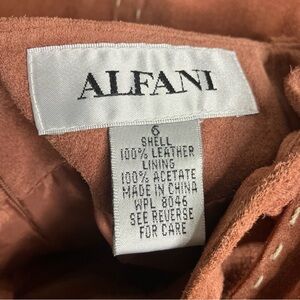 ALFANI
6
SHELL
100% LEATHER
LINING
100% ACETATE
MADE IN CHINA
WPL 8046
SEE REVERSE
FOR CARE